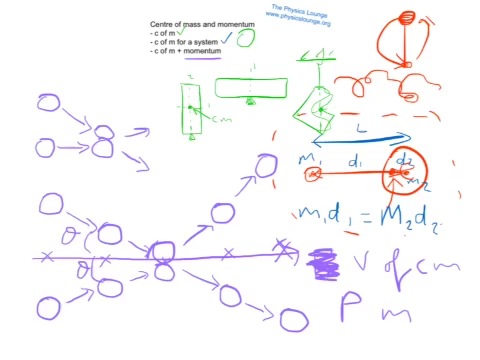 The Physics Lounge
www.physicslounge.org
Centre of mass and momentum
- c of m
- c of m for a system
- c of m + momentum
cm
L
M1 d1 d2
m2
m1d1 = M2d2
θ
θ
V of cm
P m